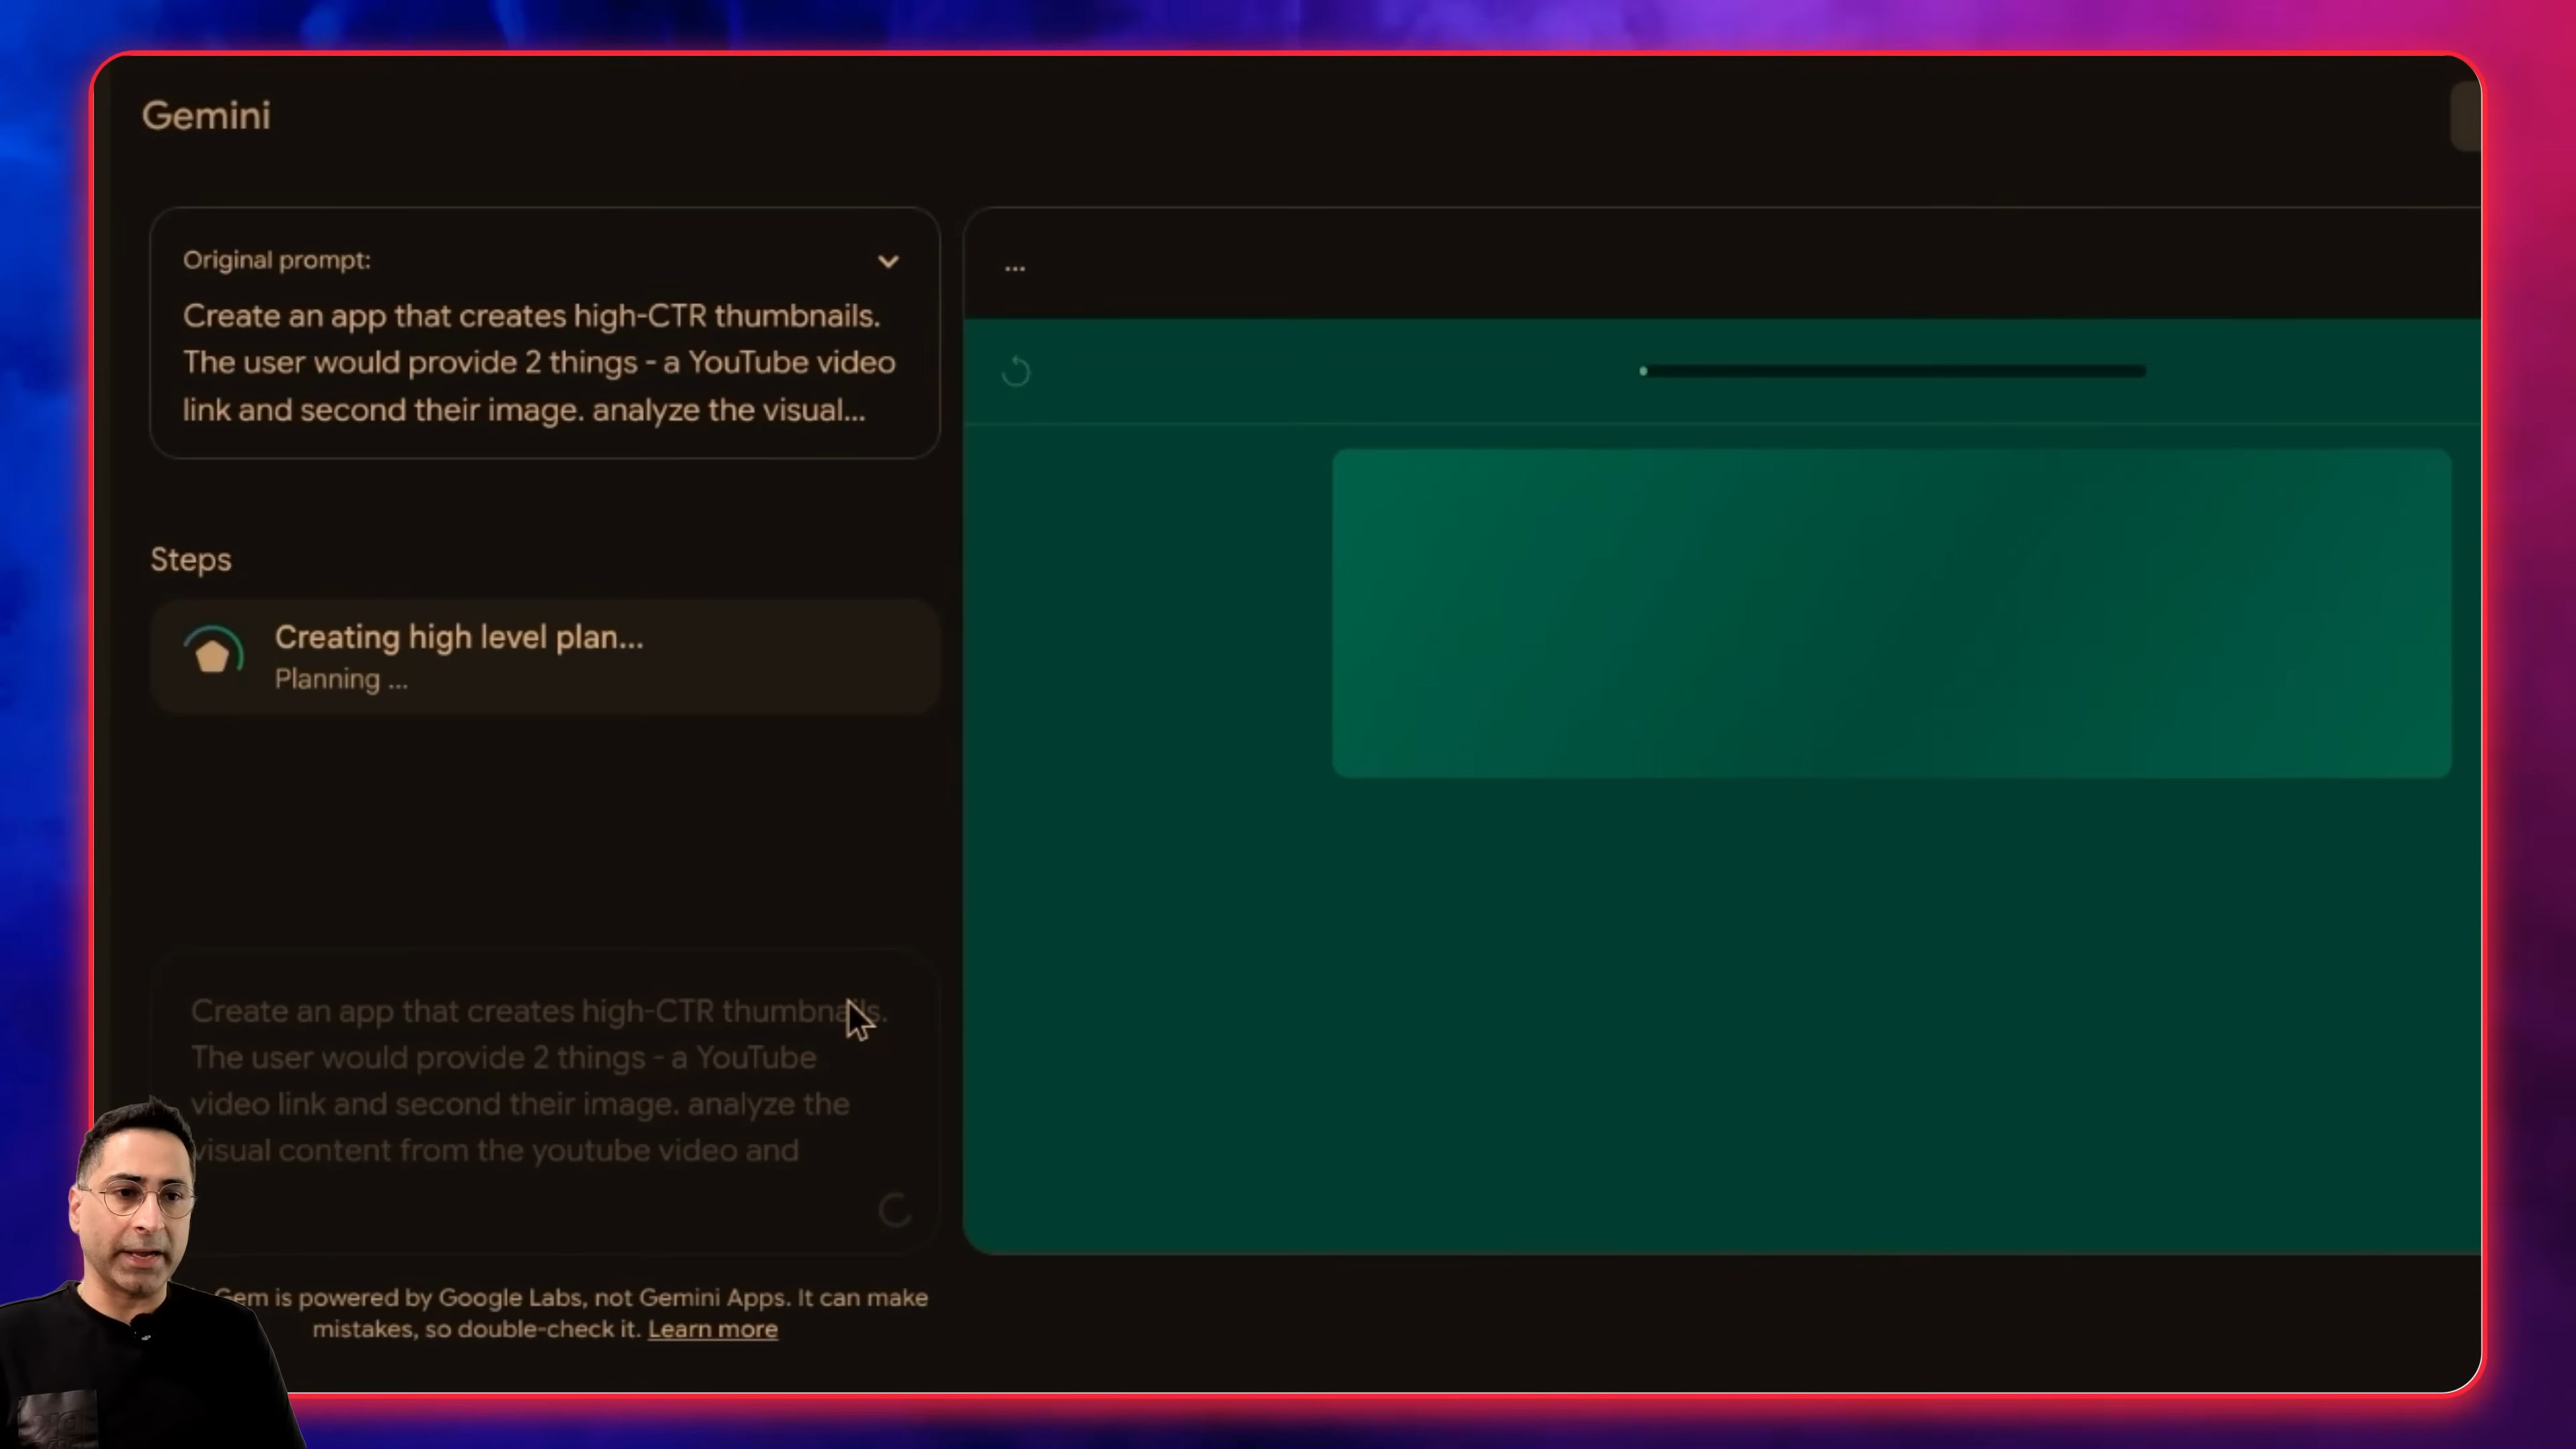 Gemini
Original prompt:
Create an app that creates high-CTR thumbnails.
The user would provide 2 things - a YouTube video
link and second their image. analyze the visual...
...
Steps
Creating high level plan...
Planning ...
Create an app that creates high-CTR thumbnails.
The user would provide 2 things - a YouTube
video link and second their image. analyze the
visual content from the youtube video and
Gem is powered by Google Labs, not Gemini Apps. It can make
mistakes, so double-check it. Learn more